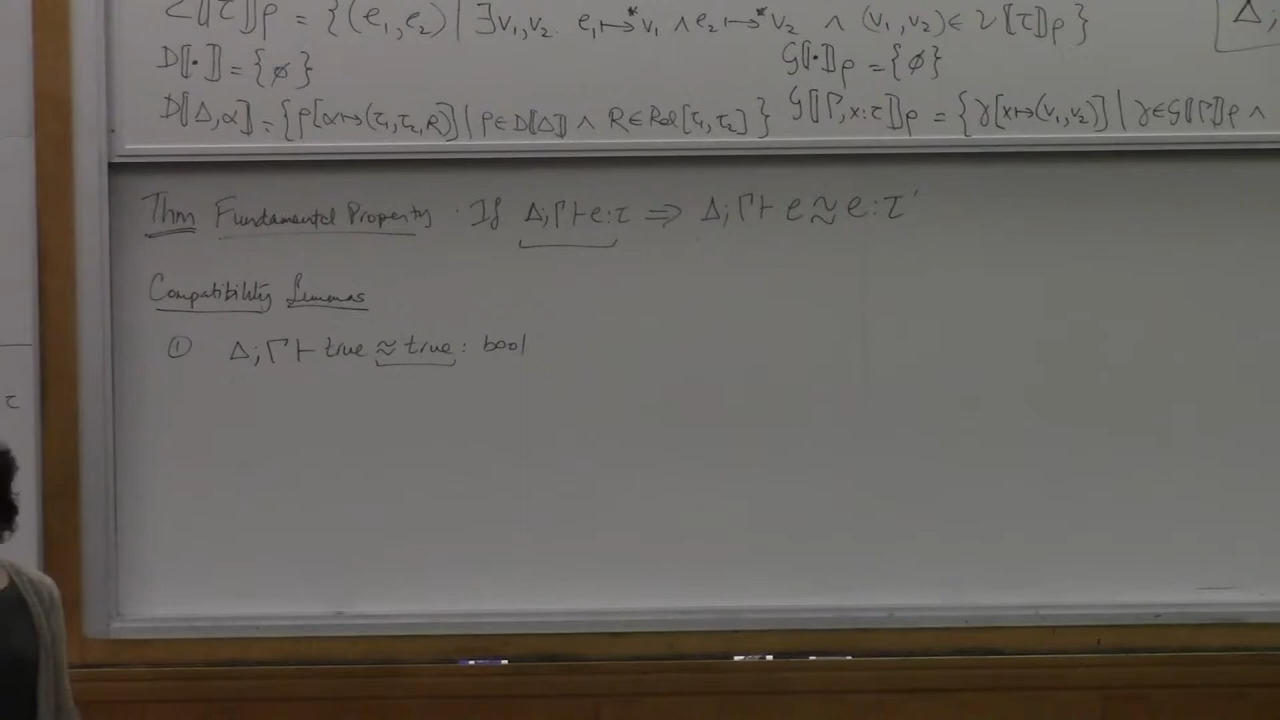 ℰ⟦τ⟧ρ = {(e₁,e₂) | ∃v₁,v₂. e₁ ↦* v₁ ∧ e₂ ↦* v₂ ∧ (v₁,v₂) ∈ 𝒱⟦τ⟧ρ}
Δ;
D⟦·⟧ = {∅}
G⟦·⟧ρ = {∅}
D⟦Δ,α⟧ = {ρ[α↦(τ₁,τ₂,R)] | ρ∈D⟦Δ⟧ ∧ R∈Rel[τ₁,τ₂]}
G⟦Γ,x:τ⟧ρ = {γ[x↦(v₁,v₂)] | γ∈G⟦Γ⟧ρ ∧
Thm Fundamental Property. If Δ;Γ⊢e:τ ⇒ Δ;Γ⊢e≈e:τ
Compatibility Lemmas
① Δ;Γ⊢true≈true: bool
τ